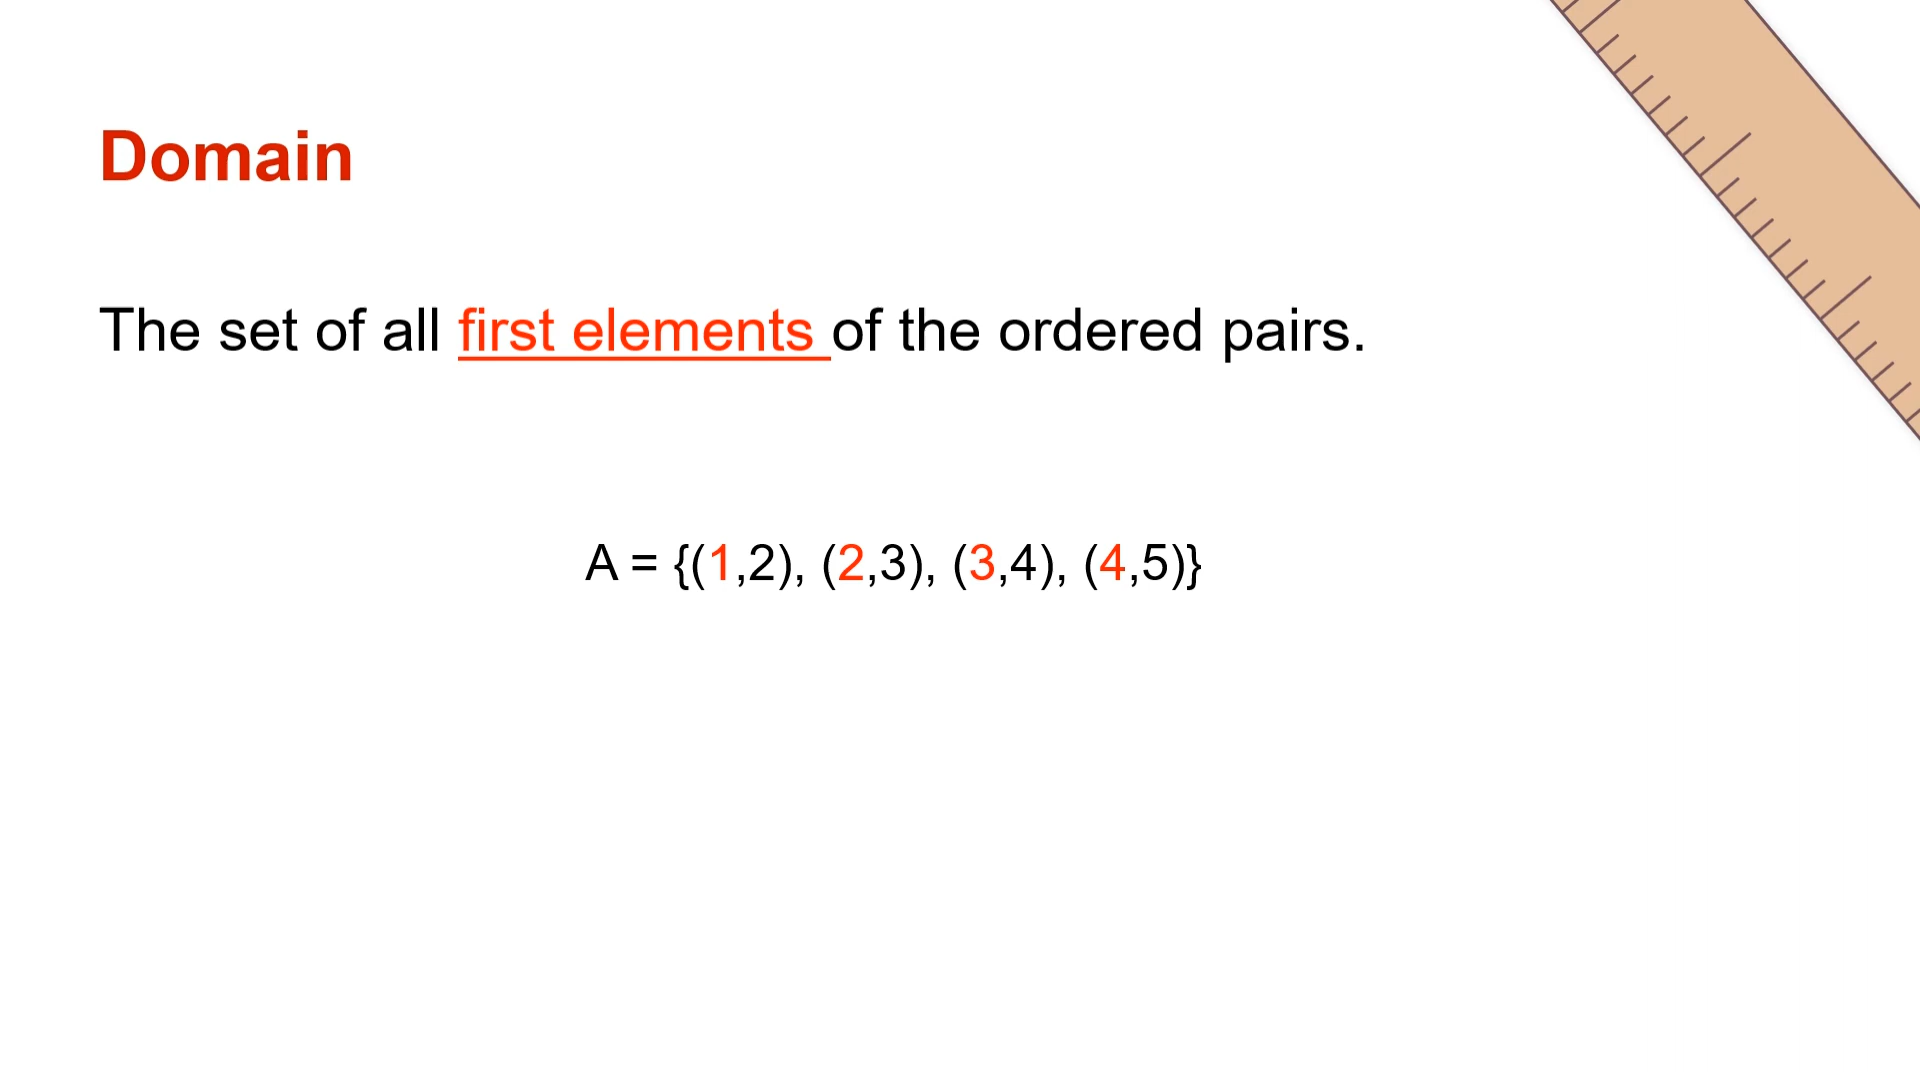 Domain
The set of all first elements of the ordered pairs.
A = {(1,2), (2,3), (3,4), (4,5)}